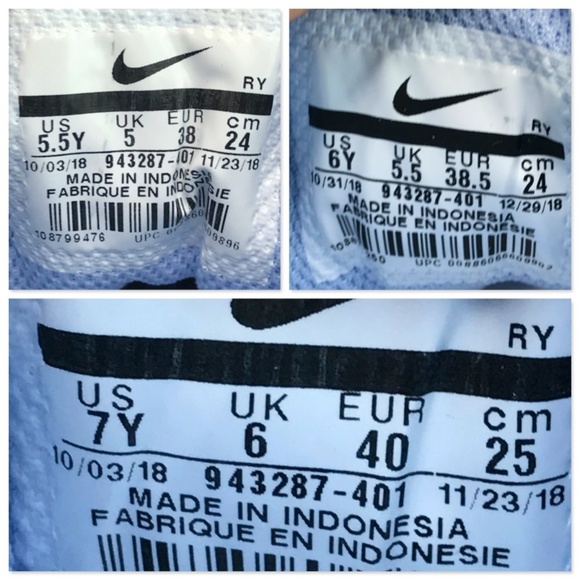 RY
US UK EUR cm
5.5Y 5 38 24
10/03/18 943287-401 11/23/18
MADE IN INDONESIA
FABRIQUE EN INDONESIE
108799476 UPC
RY
US UK EUR cm
6Y 5.5 38.5 24
10/31/18 943287-401 12/29/18
MADE IN INDONESIA
FABRIQUE EN INDONESIE
UPC
RY
US UK EUR cm
7Y 6 40 25
10/03/18 943287-401 11/23/18
MADE IN INDONESIA
FABRIQUE EN INDONESIE